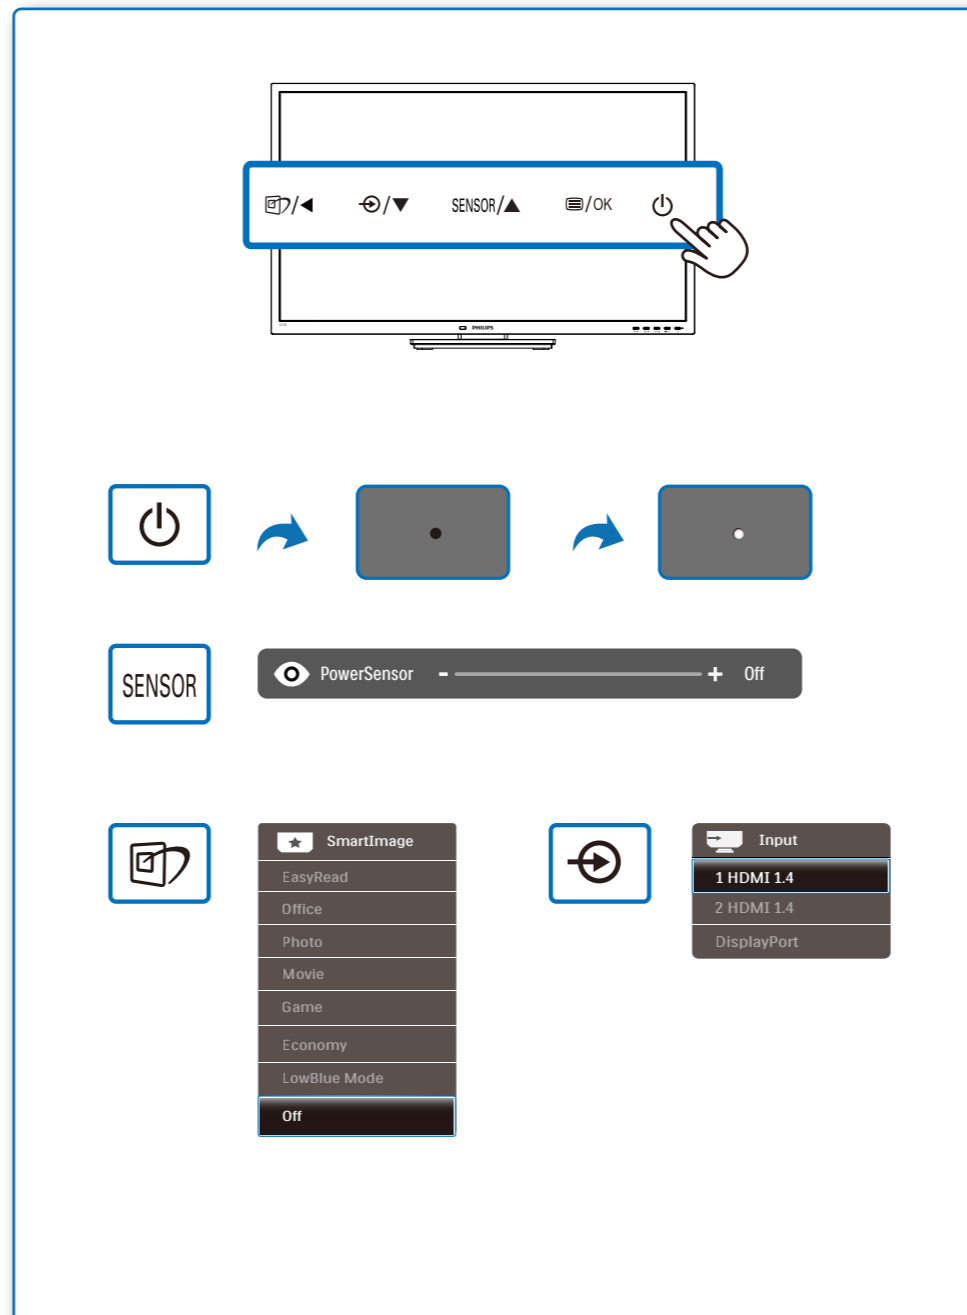 /◀ /▼ SENSOR/▲ /OK
PHILIPS
SENSOR
PowerSensor - + Off
SmartImage
EasyRead
Office
Photo
Movie
Game
Economy
LowBlue Mode
Off
Input
1 HDMI 1.4
2 HDMI 1.4
DisplayPort